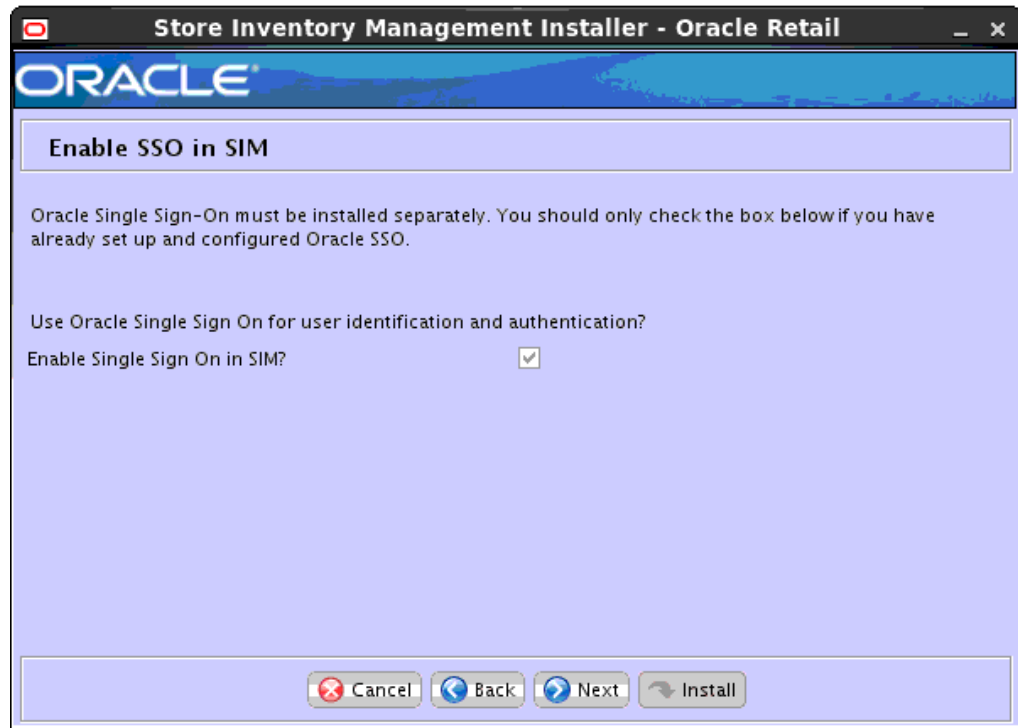 Store Inventory Management Installer - Oracle Retail
ORACLE®
Enable SSO in SIM
Oracle Single Sign-On must be installed separately. You should only check the box below if you have
already set up and configured Oracle SSO.
Use Oracle Single Sign On for user identification and authentication?
Enable Single Sign On in SIM?
Cancel Back Next Install